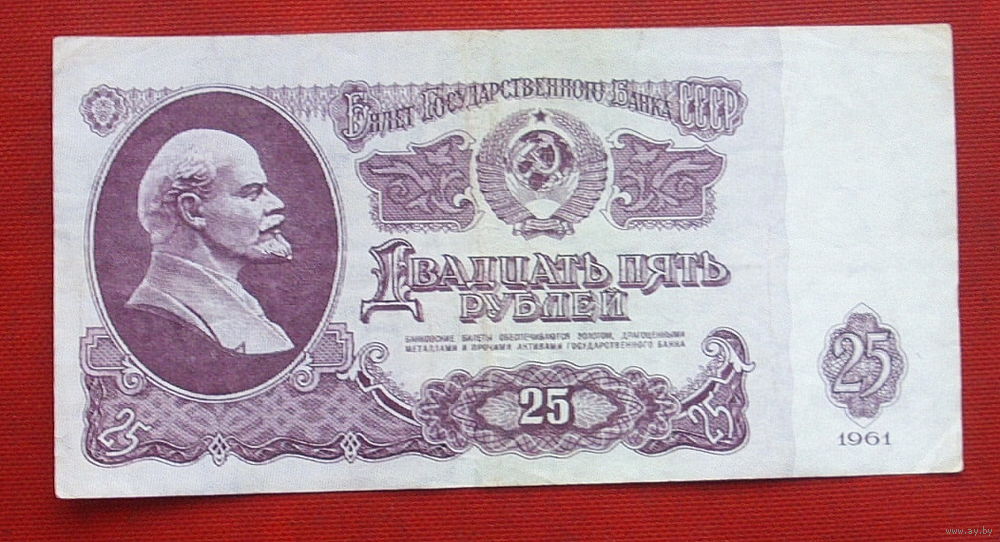 Билет Государственного Банка СССР
Двадцать пять
рублей
БАНКОВСКИЕ БИЛЕТЫ ОБЕСПЕЧИВАЮТСЯ ЗОЛОТОМ, ДРАГОЦЕННЫМИ
МЕТАЛЛАМИ И ПРОЧИМИ АКТИВАМИ ГОСУДАРСТВЕННОГО БАНКА
25
25
25
25
1961
www.ay.by